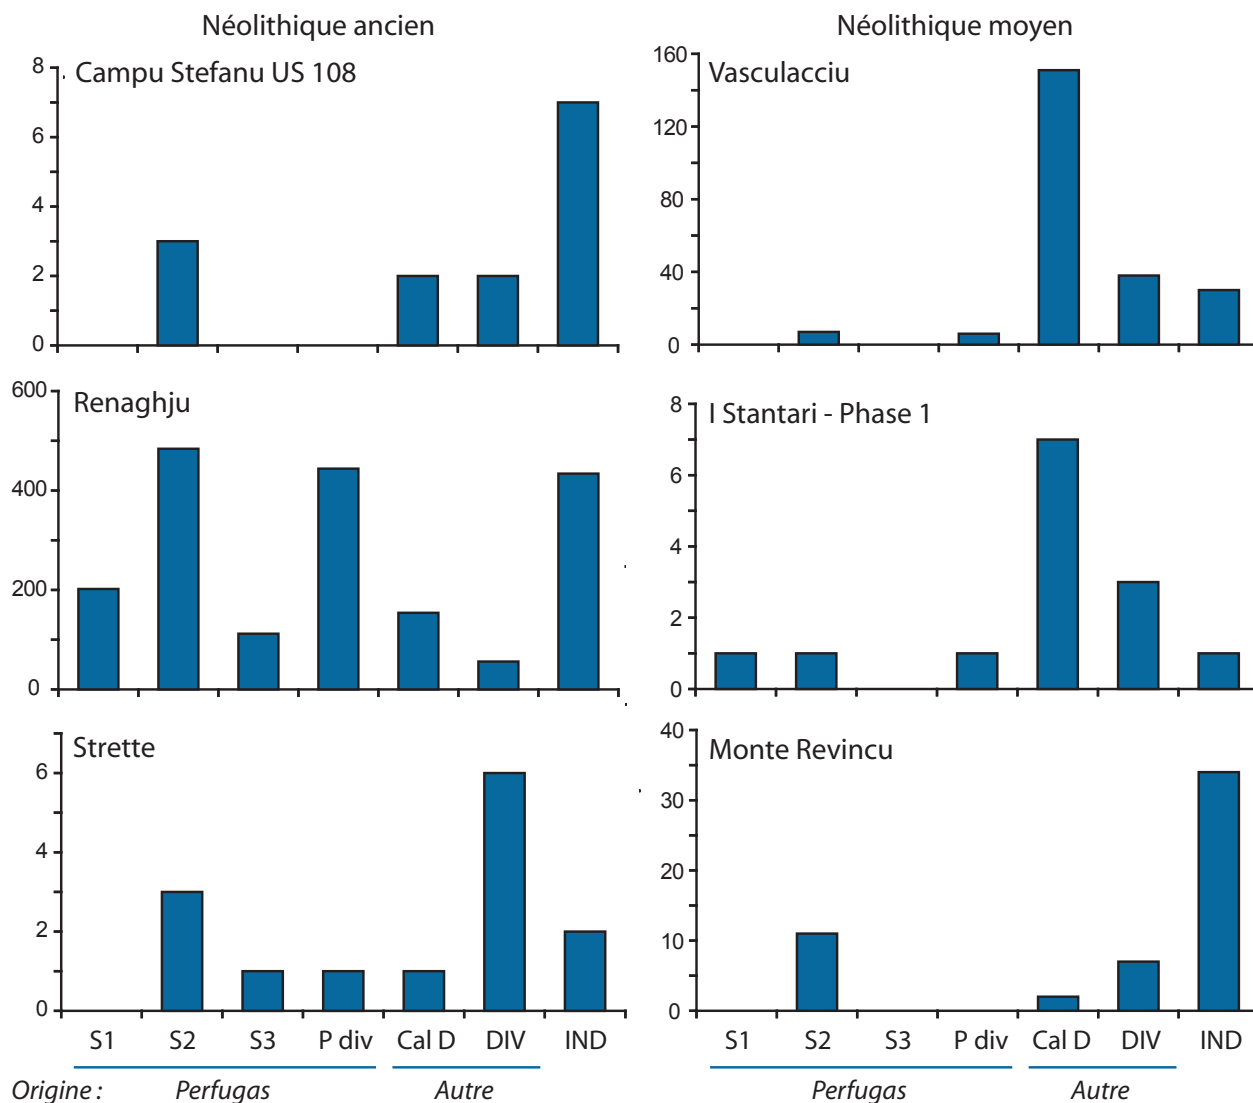 Néolithique ancien
Néolithique moyen
Campu Stefanu US 108
8
6
4
2
0
Vasculacciu
160
120
80
40
0
Renaghju
600
400
200
0
I Stantari - Phase 1
8
6
4
2
0
Strette
6
4
2
0
Monte Revincu
40
30
20
10
0
S1 S2 S3 P div Cal D DIV IND
S1 S2 S3 P div Cal D DIV IND
Origine : Perfugas Autre
Perfugas Autre